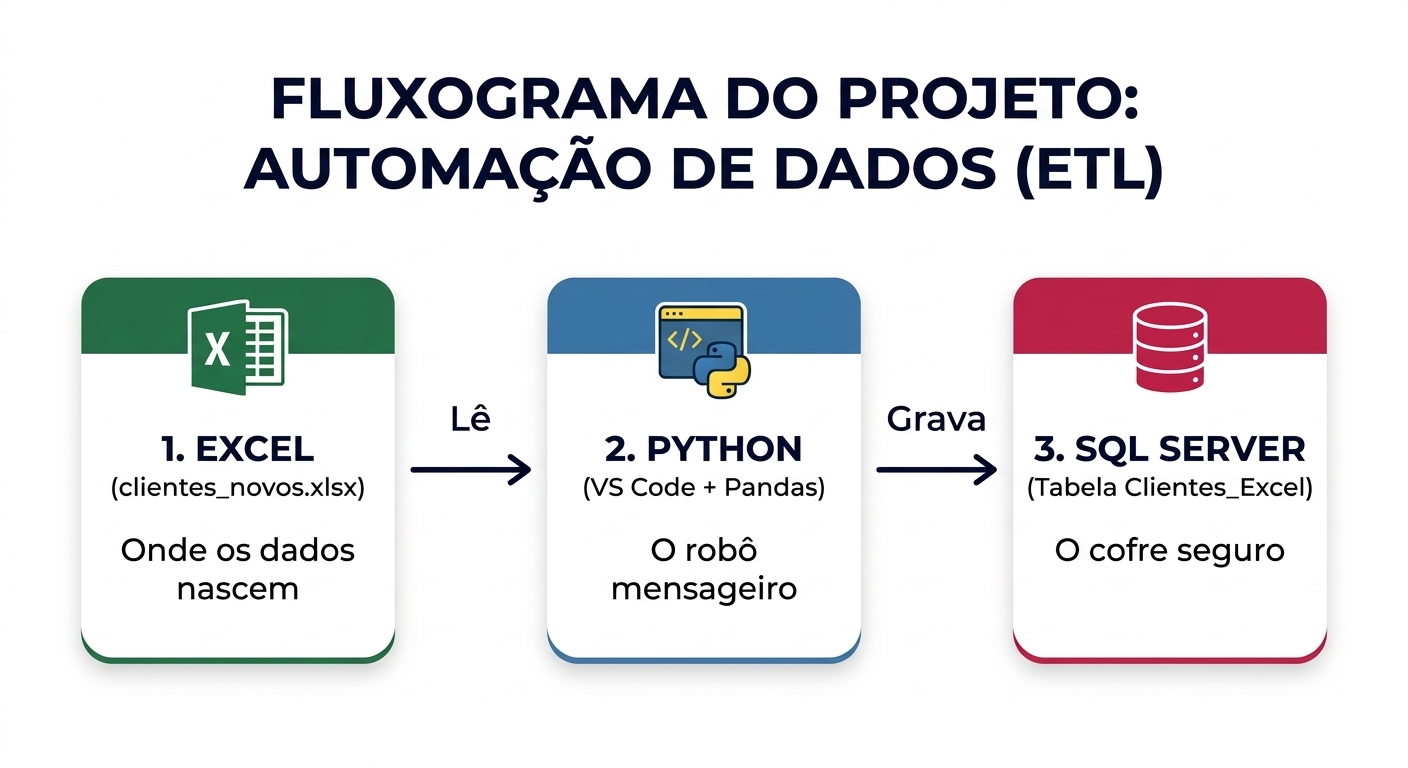 FLUXOGRAMA DO PROJETO:
AUTOMAÇÃO DE DADOS (ETL)
X
1. EXCEL
(clientes_novos.xlsx)
Onde os dados
nascem
Lê
</>
2. PYTHON
(VS Code + Pandas)
O robô
mensageiro
Grava
3. SQL SERVER
(Tabela Clientes_Excel)
O cofre seguro